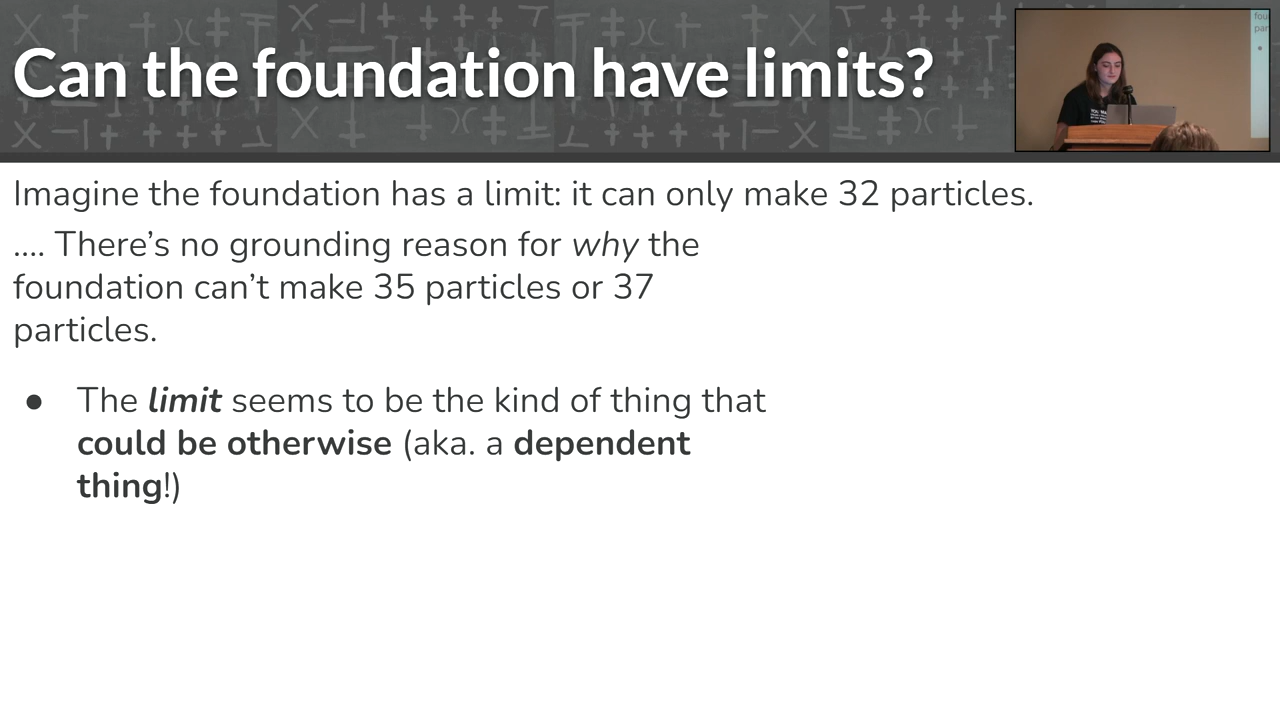 Can the foundation have limits?
Imagine the foundation has a limit: it can only make 32 particles.
.... There’s no grounding reason for why the
foundation can’t make 35 particles or 37
particles.
● The limit seems to be the kind of thing that
could be otherwise (aka. a dependent
thing!)